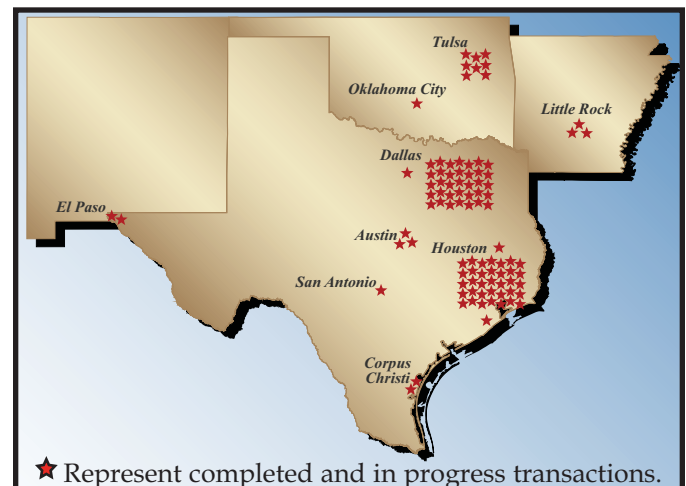 Tulsa
Oklahoma City
Little Rock
Dallas
El Paso
Austin
Houston
San Antonio
Corpus
Christi
Represent completed and in progress transactions.